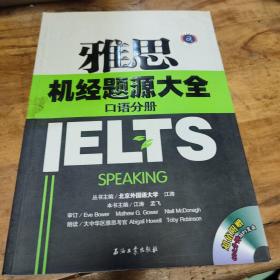 雅思
机经题源大全
口语分册
IELTS
SPEAKING
丛书主编/北京外国语大学 江涛
本书主编/江涛 孟飞
审订/Eve Bower Mathew G. Gower Niall McDonagh
朗读/大中华区雅思考官 Abigail Howell Toby Robinson
石油工业出版社